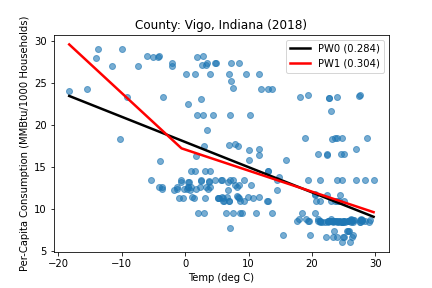 County: Vigo, Indiana (2018)
Per-Capita Consumption (MMBtu/1000 Households)
30
25
20
15
10
5
PW0 (0.284)
PW1 (0.304)
−20
−10
0
10
20
30
Temp (deg C)